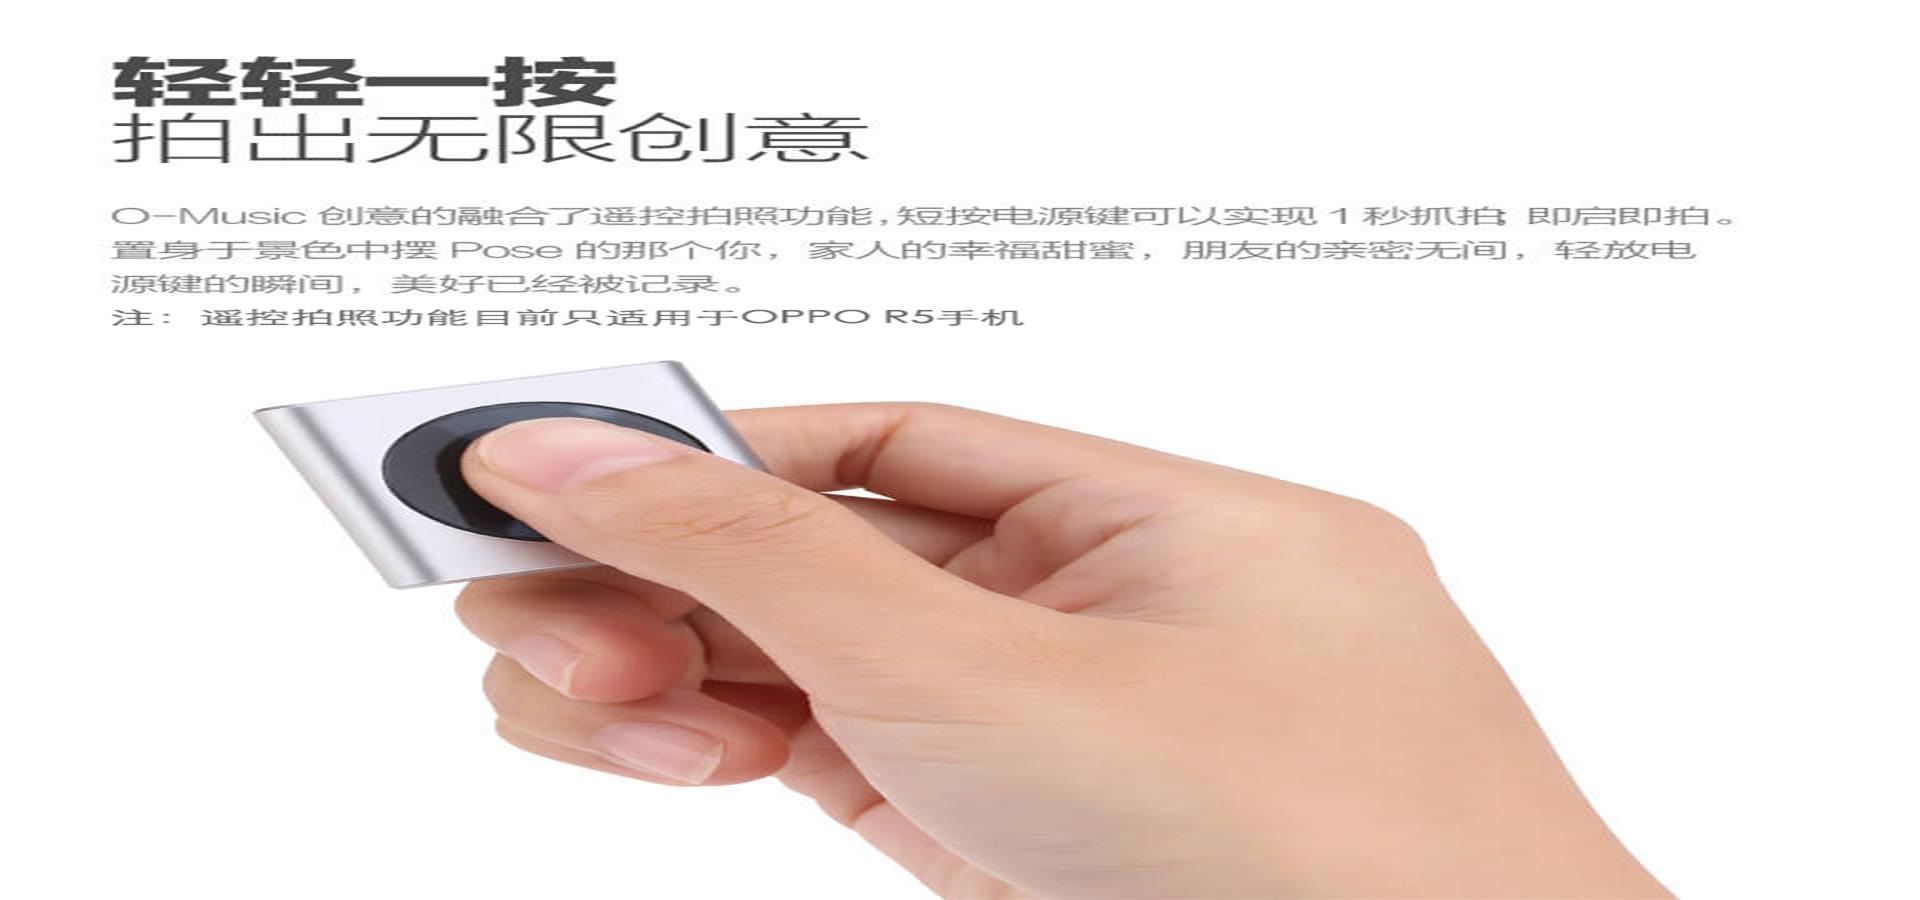 轻轻一按
拍出无限创意
O-Music 创意的融合了遥控拍照功能,短按电源键可以实现 1 秒抓拍; 即启即拍。
置身于景色中摆 Pose 的那个你，家人的幸福甜蜜，朋友的亲密无间，轻放电
源键的瞬间，美好已经被记录。
注： 遥控拍照功能目前只适用于OPPO R5手机